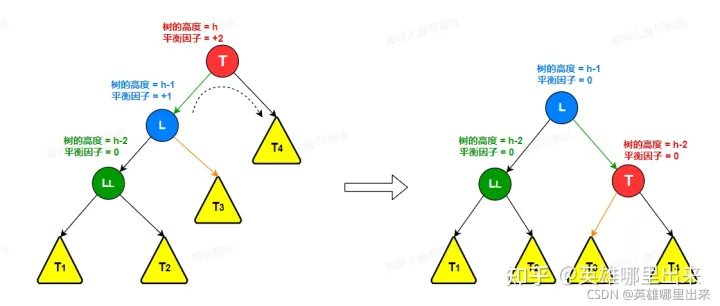 树的高度 = h
平衡因子 = +2
T
树的高度 = h-1
平衡因子 = +1
L
树的高度 = h-2
平衡因子 = 0
LL
T4
T3
T1
T2
树的高度 = h-1
平衡因子 = 0
L
树的高度 = h-2
平衡因子 = 0
LL
树的高度 = h-2
平衡因子 = 0
T
T1
T2
知乎 @英雄哪里出来
CSDN @英雄哪里出来